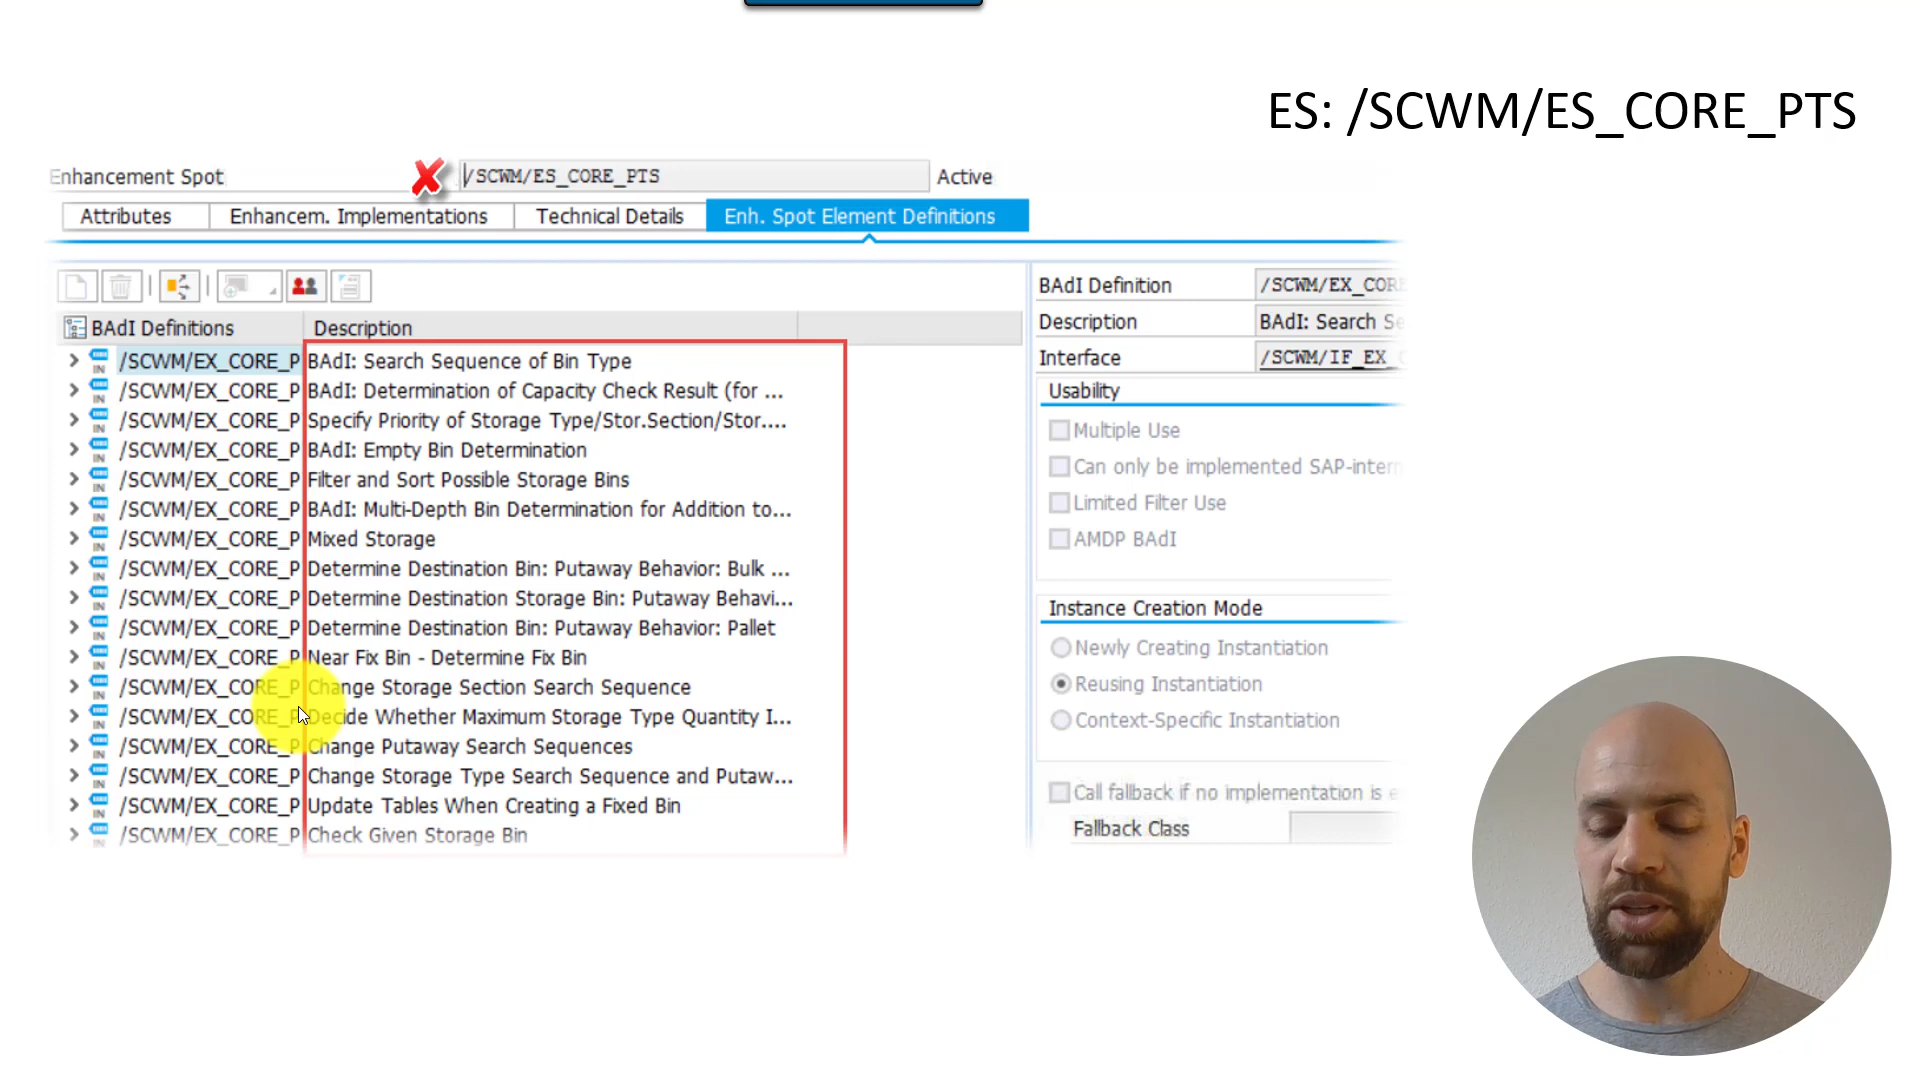 ES: /SCWM/ES_CORE_PTS
Enhancement Spot /SCWM/ES_CORE_PTS Active
Attributes Enhancem. Implementations Technical Details Enh. Spot Element Definitions
BAdI Definitions Description
/SCWM/EX_CORE_P BAdI: Search Sequence of Bin Type
/SCWM/EX_CORE_P BAdI: Determination of Capacity Check Result (for ...
/SCWM/EX_CORE_P Specify Priority of Storage Type/Stor.Section/Stor....
/SCWM/EX_CORE_P BAdI: Empty Bin Determination
/SCWM/EX_CORE_P Filter and Sort Possible Storage Bins
/SCWM/EX_CORE_P BAdI: Multi-Depth Bin Determination for Addition to...
/SCWM/EX_CORE_P Mixed Storage
/SCWM/EX_CORE_P Determine Destination Bin: Putaway Behavior: Bulk ...
/SCWM/EX_CORE_P Determine Destination Storage Bin: Putaway Behavi...
/SCWM/EX_CORE_P Determine Destination Bin: Putaway Behavior: Pallet
/SCWM/EX_CORE_P Near Fix Bin - Determine Fix Bin
/SCWM/EX_CORE_P Change Storage Section Search Sequence
/SCWM/EX_CORE_P Decide Whether Maximum Storage Type Quantity I...
/SCWM/EX_CORE_P Change Putaway Search Sequences
/SCWM/EX_CORE_P Change Storage Type Search Sequence and Putaw...
/SCWM/EX_CORE_P Update Tables When Creating a Fixed Bin
/SCWM/EX_CORE_P Check Given Storage Bin
BAdI Definition /SCWM/EX_CORE
Description BAdI: Search Se
Interface /SCWM/IF_EX_C
Usability
Multiple Use
Can only be implemented SAP-intern
Limited Filter Use
AMDP BAdI
Instance Creation Mode
Newly Creating Instantiation
Reusing Instantiation
Context-Specific Instantiation
Call fallback if no implementation is e
Fallback Class